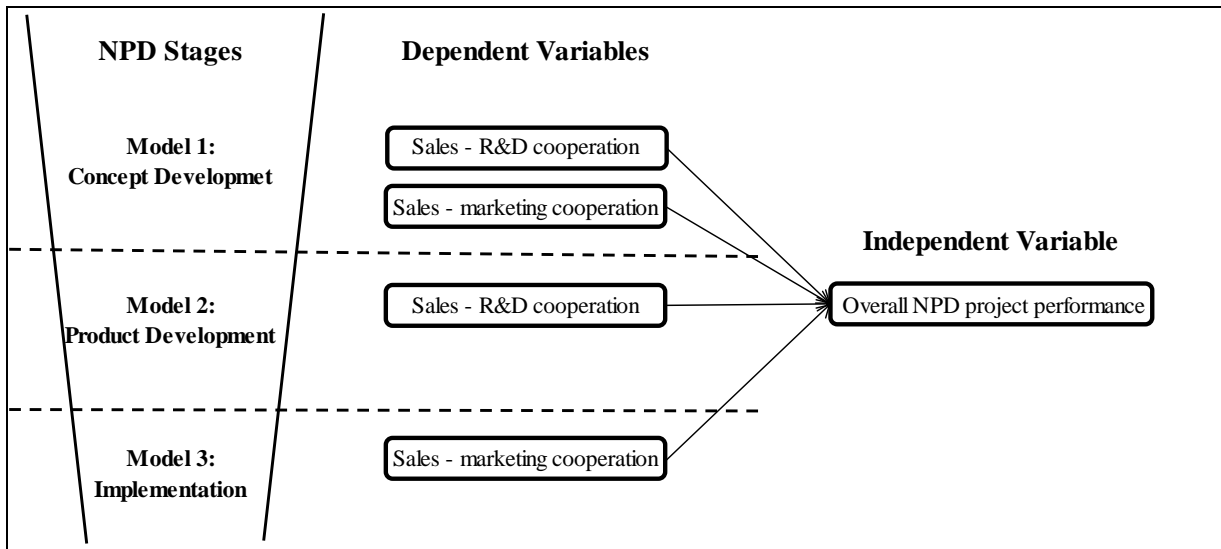 NPD Stages
Dependent Variables
Model 1:
Concept Developmet
Sales - R&D cooperation
Sales - marketing cooperation
Independent Variable
Model 2:
Product Development
Sales - R&D cooperation
Overall NPD project performance
Model 3:
Implementation
Sales - marketing cooperation